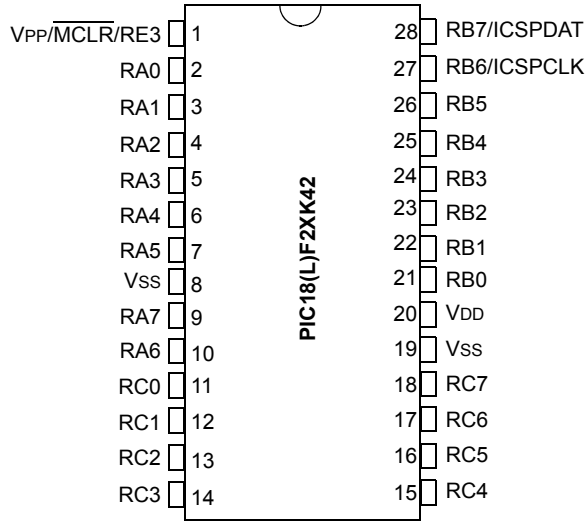 VPP/MCLR/RE3 1 28 RB7/ICSPDAT
RA0 2 27 RB6/ICSPCLK
RA1 3 26 RB5
RA2 4 25 RB4
RA3 5 24 RB3
RA4 6 23 RB2
RA5 7 22 RB1
VSS 8 21 RB0
RA7 9 20 VDD
RA6 10 19 VSS
RC0 11 18 RC7
RC1 12 17 RC6
RC2 13 16 RC5
RC3 14 15 RC4
PIC18(L)F2XK42